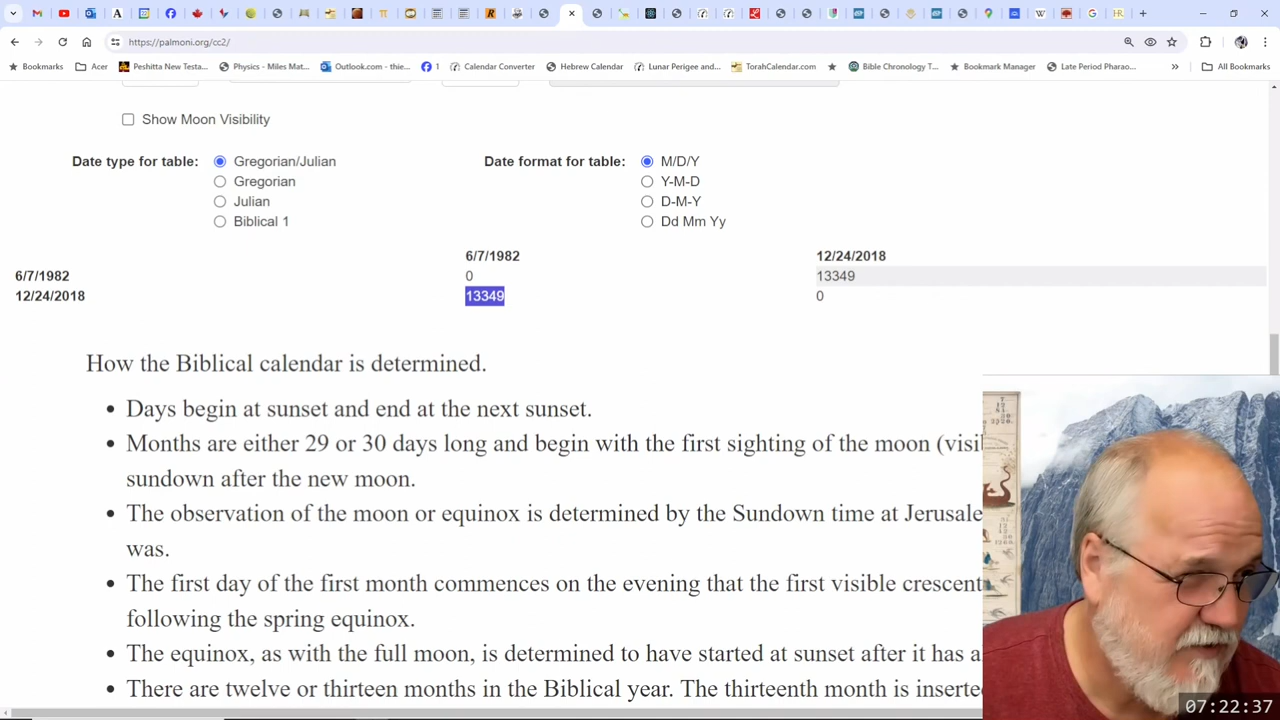 https://palmoni.org/cc2/
Bookmarks Acer Peshitta New Testa... Physics - Miles Mat... Outlook.com - thie... 1 Calendar Converter Hebrew Calendar Lunar Perigee and... TorahCalendar.com Bible Chronology T... Bookmark Manager Late Period Pharao... » All Bookmarks
Show Moon Visibility
Date type for table: Gregorian/Julian Date format for table: M/D/Y
Gregorian Y-M-D
Julian D-M-Y
Biblical 1 Dd Mm Yy
6/7/1982 12/24/2018
6/7/1982 0 13349
12/24/2018 13349 0
How the Biblical calendar is determined.
• Days begin at sunset and end at the next sunset.
• Months are either 29 or 30 days long and begin with the first sighting of the moon (visi
sundown after the new moon.
• The observation of the moon or equinox is determined by the Sundown time at Jerusale
was.
• The first day of the first month commences on the evening that the first visible crescent
following the spring equinox.
• The equinox, as with the full moon, is determined to have started at sunset after it has a
• There are twelve or thirteen months in the Biblical year. The thirteenth month is inserte
07:22:37